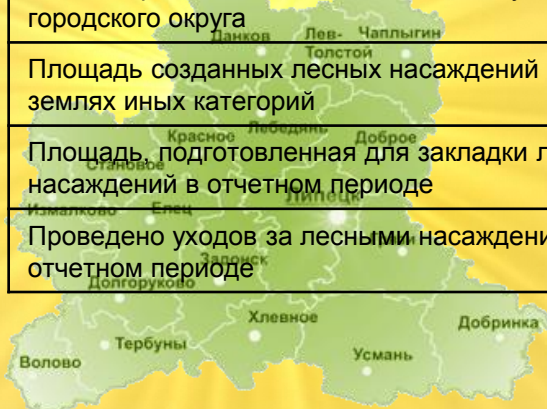 городского округа
Данков
Лев-
Толстой
Чаплыгин
Площадь созданных лесных насаждений
землях иных категорий
Красное
Лебедянь
Доброе
Становое
Площадь, подготовленная для закладки л
насаждений в отчетном периоде
Измалково
Елец
Липецк
Проведено уходов за лесными насаждени
отчетном периоде
Задонск
Долгоруково
Хлевное
Добринка
Тербуны
Усмань
Волово